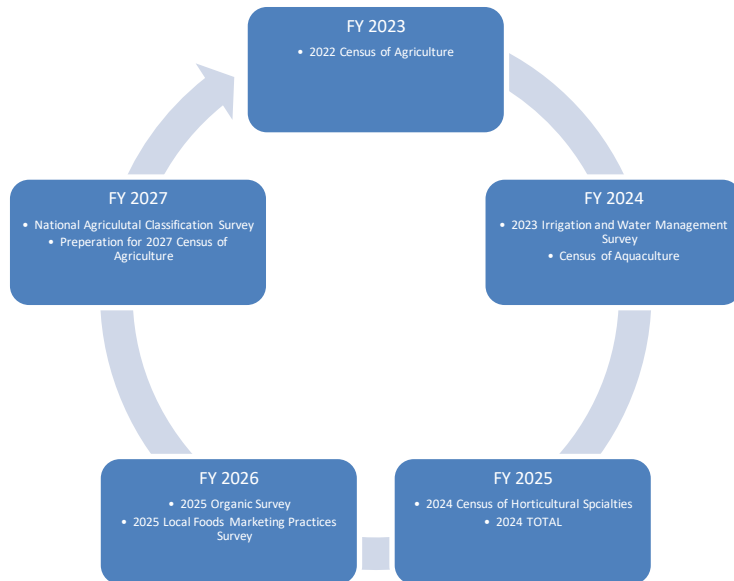 FY 2023
• 2022 Census of Agriculture
FY 2024
• 2023 Irrigation and Water Management
Survey
• Census of Aquaculture
FY 2025
• 2024 Census of Horticultural Spcialties
• 2024 TOTAL
FY 2026
• 2025 Organic Survey
• 2025 Local Foods Marketing Practices
Survey
FY 2027
• National Agriculutal Classification Survey
• Preperation for 2027 Census of
Agriculture